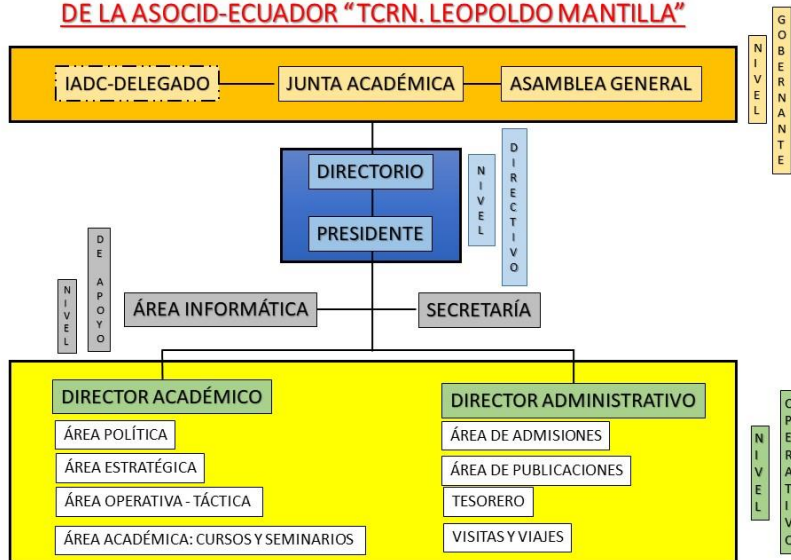 DE LA ASOCID-ECUADOR “TCRN. LEOPOLDO MANTILLA”
IADC-DELEGADO
JUNTA ACADÉMICA
ASAMBLEA GENERAL
NIVEL
GOBERNANTE
DIRECTORIO
PRESIDENTE
NIVEL
DIRECTIVO
NIVEL
DE APOYO
ÁREA INFORMÁTICA
SECRETARÍA
DIRECTOR ACADÉMICO
ÁREA POLÍTICA
ÁREA ESTRATÉGICA
ÁREA OPERATIVA - TÁCTICA
ÁREA ACADÉMICA: CURSOS Y SEMINARIOS
DIRECTOR ADMINISTRATIVO
ÁREA DE ADMISIONES
ÁREA DE PUBLICACIONES
TESORERO
VISITAS Y VIAJES
NIVEL
OPERATIVO